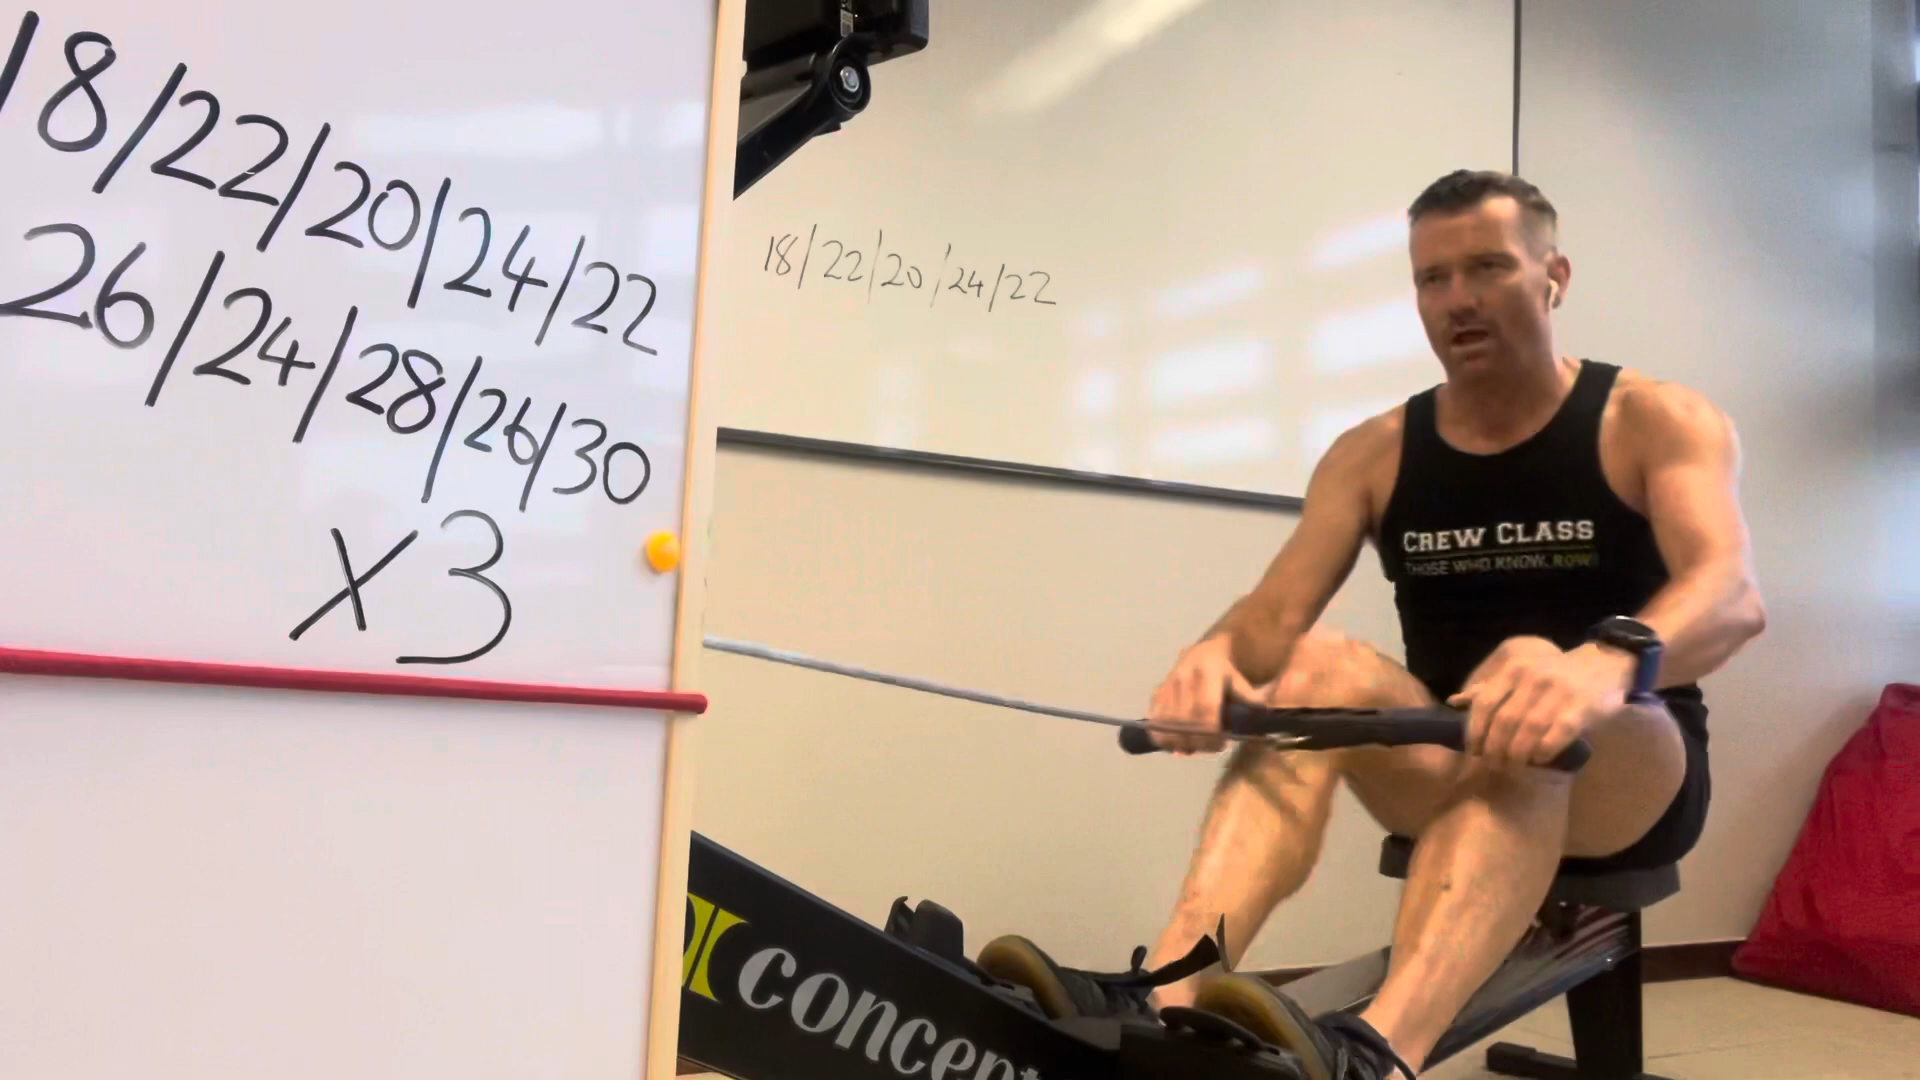 18/22/20/24/22
26/24/28/26/30
x3
18/22/20/24/22
CREW CLASS
THOSE WHO KNOW, ROW!
concept